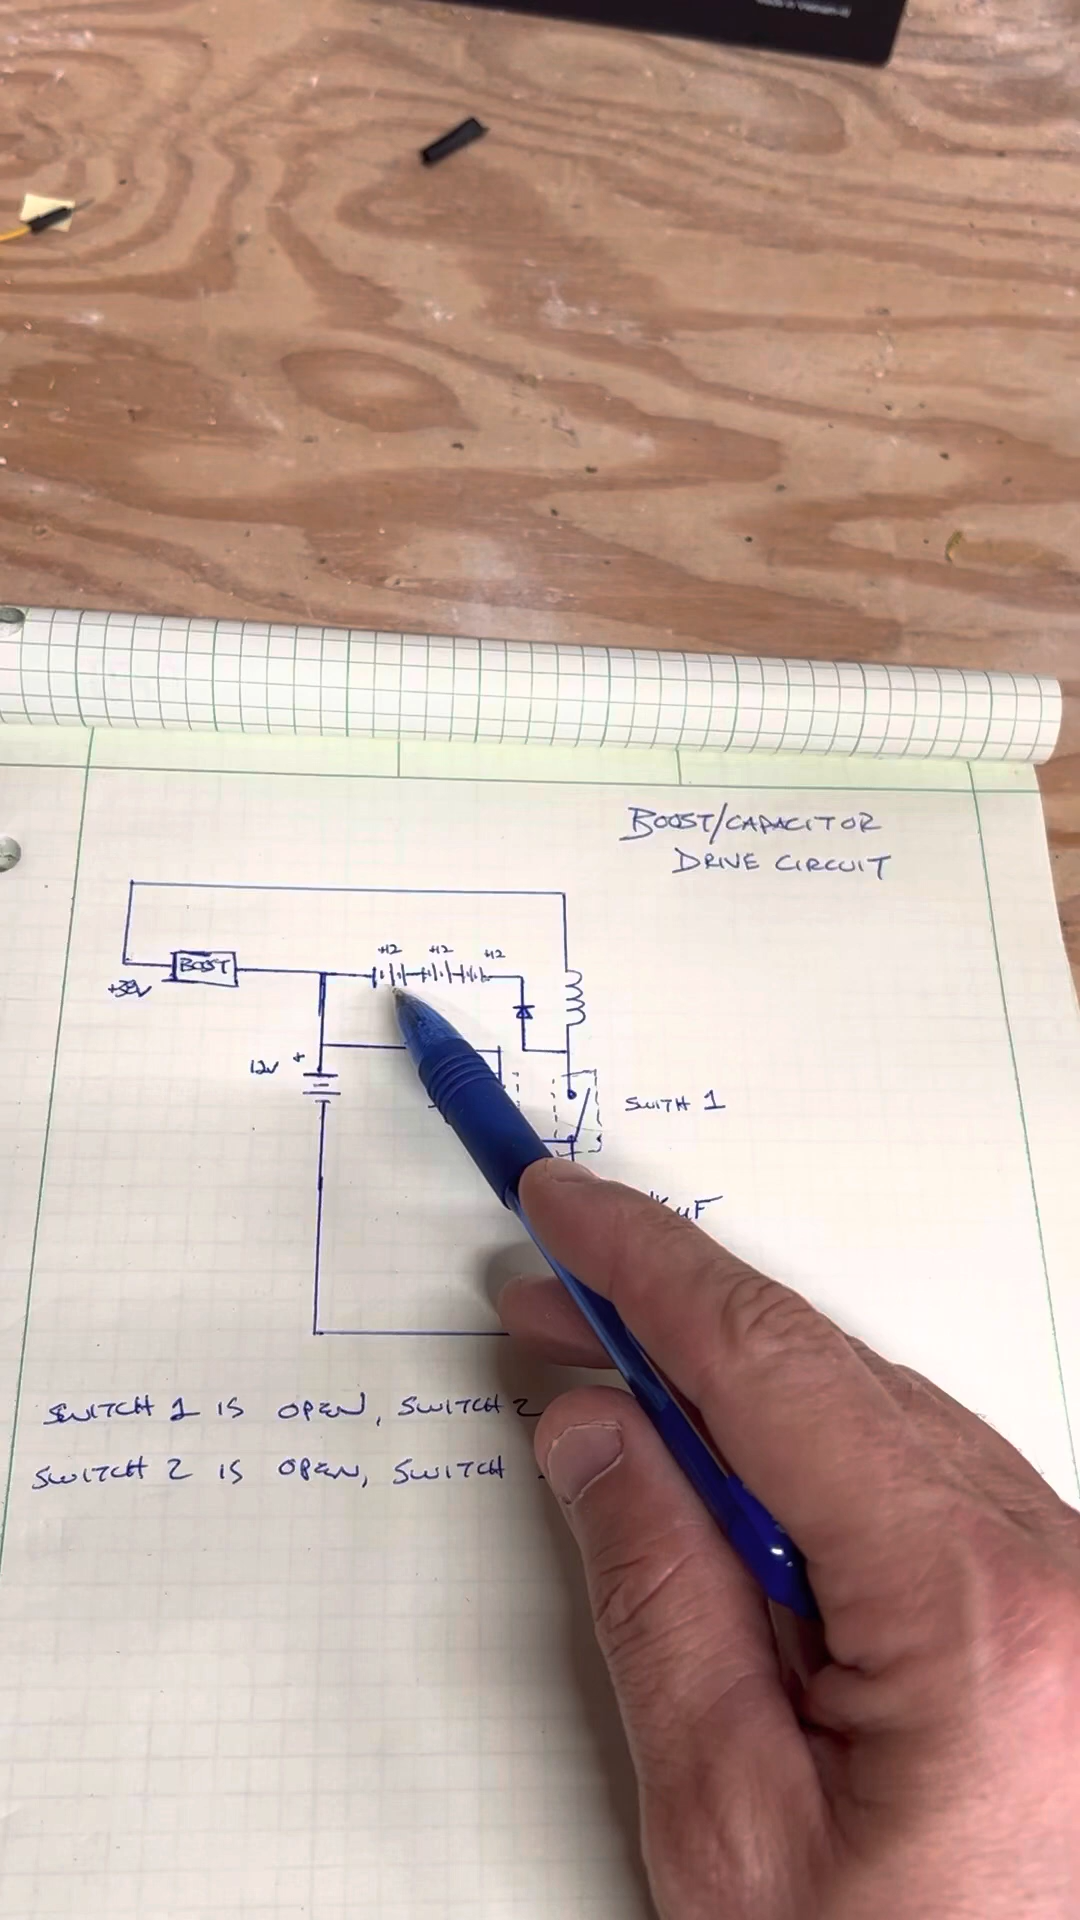 BOOST/CAPACITOR
DRIVE CIRCUIT
+12 +12 +12
BOOST
+38V
12V +
SWITH 1
uF
SWITCH 1 IS OPEN, SWITCH 2
SWITCH 2 IS OPEN, SWITCH